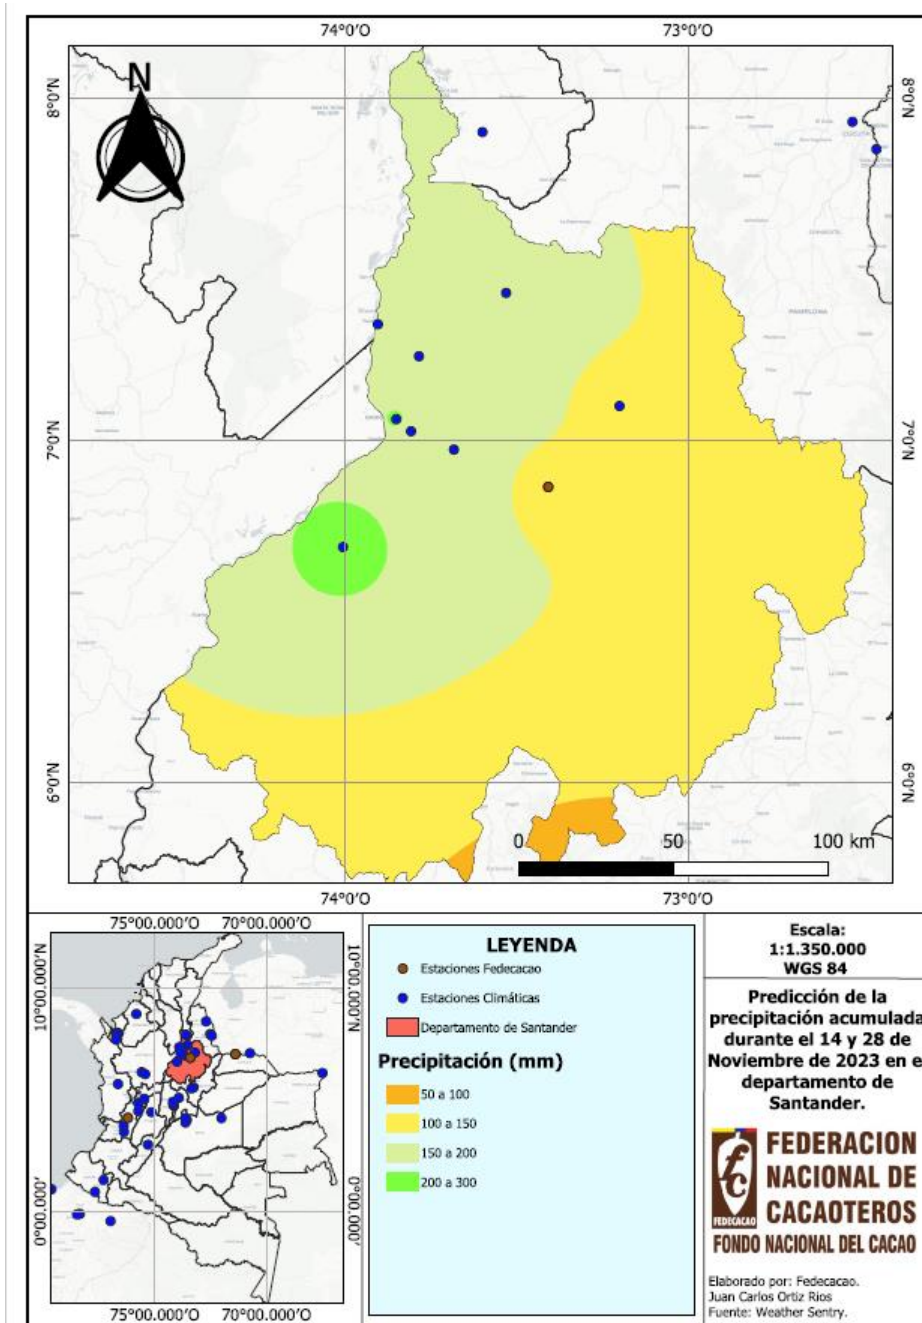 74°0′0
73°0′0
8°0′N
8°0′N
N
7°0′N
7°0′N
6°0′N
6°0′N
0
50
100 km
74°0′0
73°0′0
75°00.000′O
70°00.000′O
10°00.000′N
10°00.000′N
0°00.000′
0°00.000′
75°00.000′O
70°00.000′O
LEYENDA
Estaciones Fedecacao
Estaciones Climáticas
Departamento de Santander
Precipitación (mm)
50 a 100
100 a 150
150 a 200
200 a 300
Escala:
1:1.350.000
WGS 84
Predicción de la
precipitación acumulada
durante el 14 y 28 de
Noviembre de 2023 en e
departamento de
Santander.
FEDECACAO
FEDERACION
NACIONAL DE
CACAOTEROS
FONDO NACIONAL DEL CACAO
Elaborado por: Fedecacao.
Juan Carlos Ortiz Rios
Fuente: Weather Sentry.